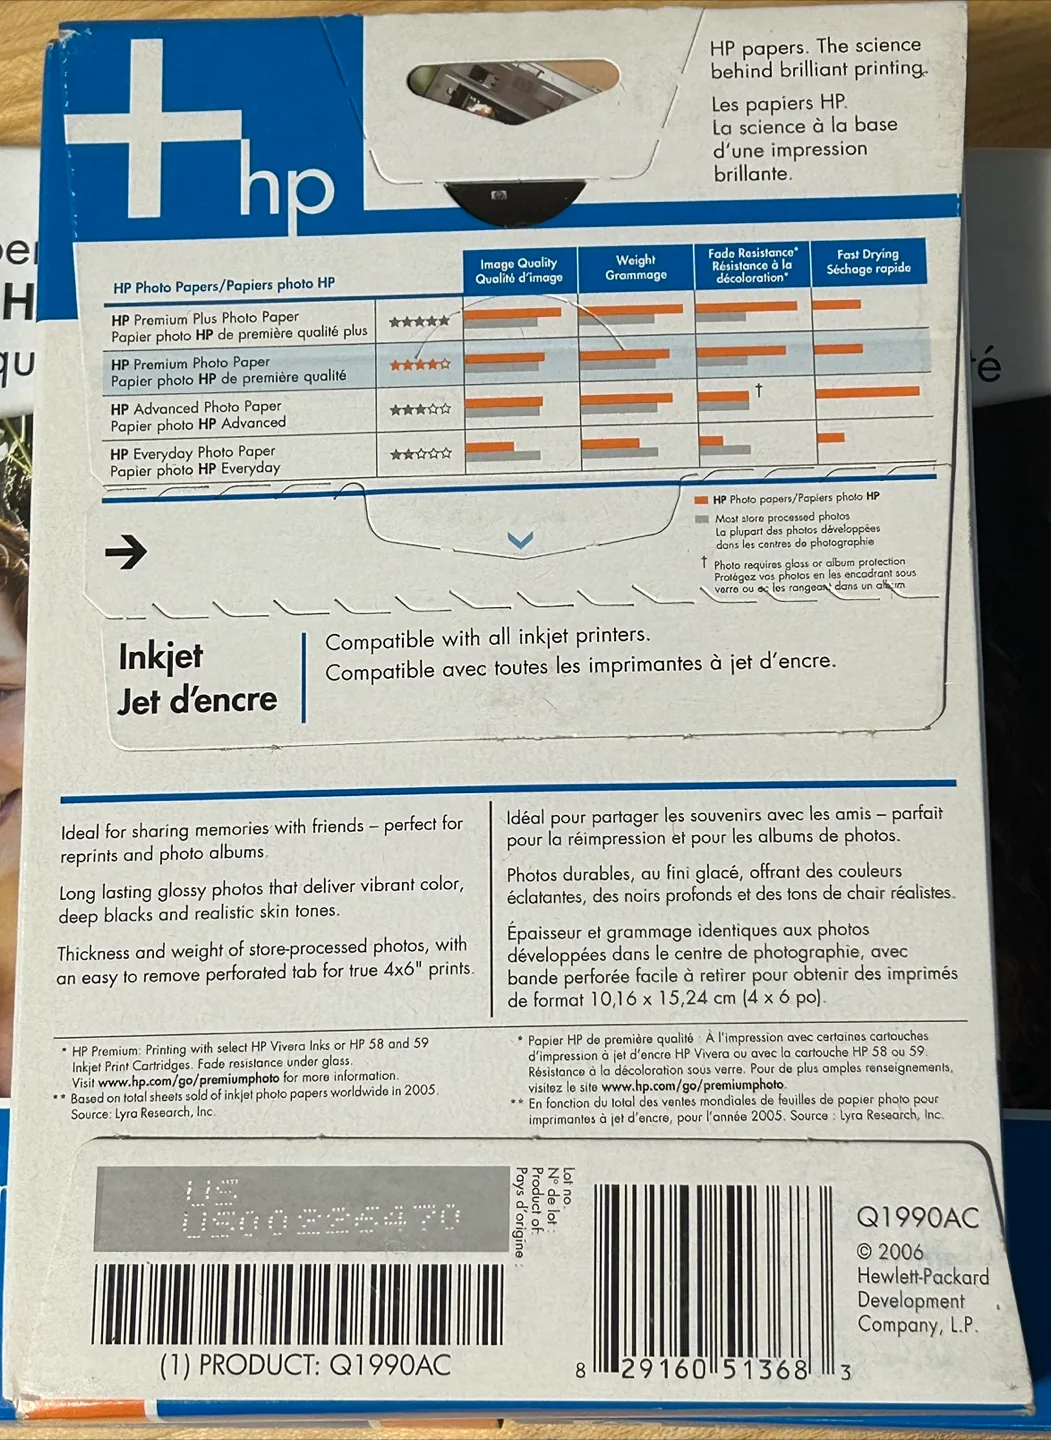 hp
HP papers. The science
behind brilliant printing.
Les papiers HP.
La science à la base
d'une impression
brillante.
HP Photo Papers/Papiers photo HP
Image Quality
Qualité d'image
Weight
Grammage
Fade Resistance*
Résistance à la
décoloration*
Fast Drying
Séchage rapide
HP Premium Plus Photo Paper
Papier photo HP de première qualité plus
HP Premium Photo Paper
Papier photo HP de première qualité
HP Advanced Photo Paper
Papier photo HP Advanced
†
HP Everyday Photo Paper
Papier photo HP Everyday
HP Photo papers/Papiers photo HP
Most store processed photos
La plupart des photos développées
dans les centres de photographie
† Photo requires glass or album protection
Protégez vos photos en les encadrant sous
verre ou les rangeant dans un album
Inkjet
Jet d'encre
Compatible with all inkjet printers.
Compatible avec toutes les imprimantes à jet d'encre.
Ideal for sharing memories with friends – perfect for
reprints and photo albums.
Long lasting glossy photos that deliver vibrant color,
deep blacks and realistic skin tones.
Thickness and weight of store-processed photos, with
an easy to remove perforated tab for true 4x6" prints.
Idéal pour partager les souvenirs avec les amis – parfait
pour la réimpression et pour les albums de photos.
Photos durables, au fini glacé, offrant des couleurs
éclatantes, des noirs profonds et des tons de chair réalistes.
Épaisseur et grammage identiques aux photos
développées dans le centre de photographie, avec
bande perforée facile à retirer pour obtenir des imprimés
de format 10,16 x 15,24 cm (4 x 6 po).
* HP Premium: Printing with select HP Vivera Inks or HP 58 and 59
Inkjet Print Cartridges. Fade resistance under glass.
Visit www.hp.com/go/premiumphoto for more information.
** Based on total sheets sold of inkjet photo papers worldwide in 2005.
Source: Lyra Research, Inc.
* Papier HP de première qualité : À l'impression avec certaines cartouches
d'impression à jet d'encre HP Vivera ou avec la cartouche HP 58 ou 59.
Résistance à la décoloration sous verre. Pour de plus amples renseignements,
visitez le site www.hp.com/go/premiumphoto.
** En fonction du total des ventes mondiales de feuilles de papier photo pour
imprimantes à jet d'encre, pour l'année 2005. Source : Lyra Research, Inc.
US
Lot no.
N° de lot :
Product of:
Pays d'origine :
(1) PRODUCT: Q1990AC
8 29160 51368 3
Q1990AC
© 2006
Hewlett-Packard
Development
Company, L.P.
H
qu
é